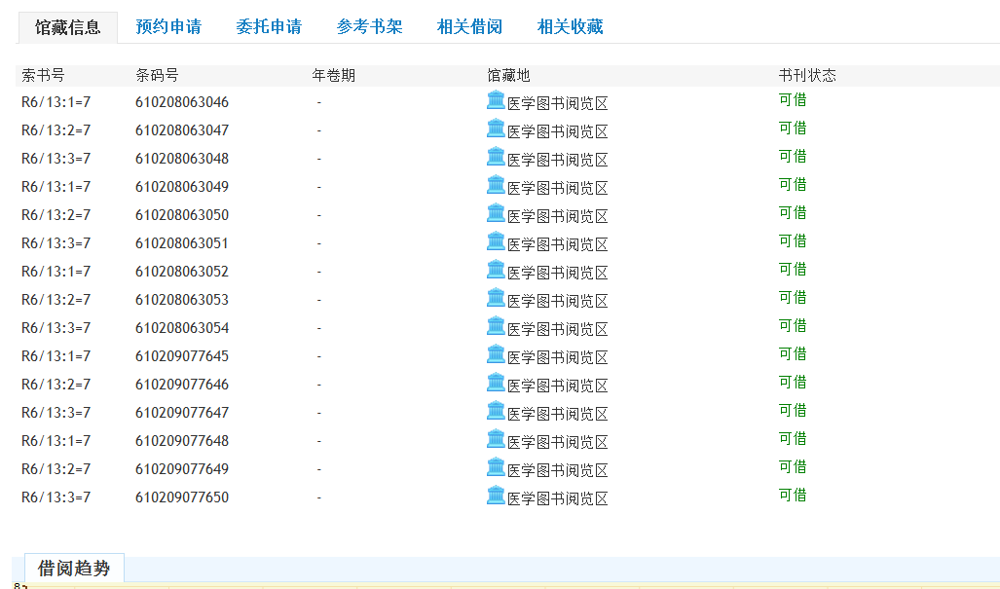 馆藏信息 预约申请 委托申请 参考书架 相关借阅 相关收藏
索书号 条码号 年卷期 馆藏地 书刊状态
R6/13:1=7 610208063046 - 医学图书阅览区 可借
R6/13:2=7 610208063047 - 医学图书阅览区 可借
R6/13:3=7 610208063048 - 医学图书阅览区 可借
R6/13:1=7 610208063049 - 医学图书阅览区 可借
R6/13:2=7 610208063050 - 医学图书阅览区 可借
R6/13:3=7 610208063051 - 医学图书阅览区 可借
R6/13:1=7 610208063052 - 医学图书阅览区 可借
R6/13:2=7 610208063053 - 医学图书阅览区 可借
R6/13:3=7 610208063054 - 医学图书阅览区 可借
R6/13:1=7 610209077645 - 医学图书阅览区 可借
R6/13:2=7 610209077646 - 医学图书阅览区 可借
R6/13:3=7 610209077647 - 医学图书阅览区 可借
R6/13:1=7 610209077648 - 医学图书阅览区 可借
R6/13:2=7 610209077649 - 医学图书阅览区 可借
R6/13:3=7 610209077650 - 医学图书阅览区 可借
借阅趋势